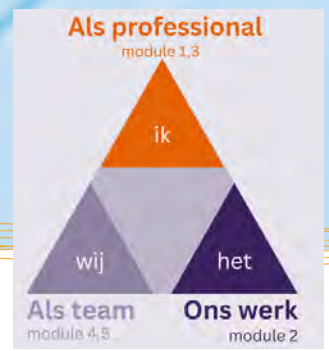 Als professional
module 1,3
ik
wij
het
Als team
module 4,5
Ons werk
module 2